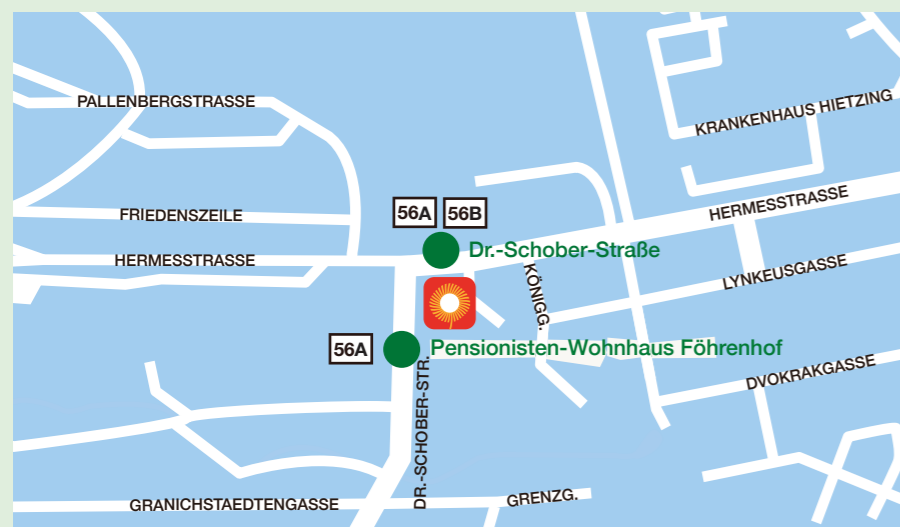 PALLENBERGSTRASSE
KRANKENHAUS HIETZING
FRIEDENSZEILE
56A 56B
HERMESSTRASSE
HERMESSTRASSE
Dr.-Schober-Straße
LYNKEUSGASSE
KÖNIGG.
56A
Pensionisten-Wohnhaus Föhrenhof
DVOKRAKGASSE
DR.-SCHOBER-STR.
GRANICHSTAEDTENGASSE
GRENZG.